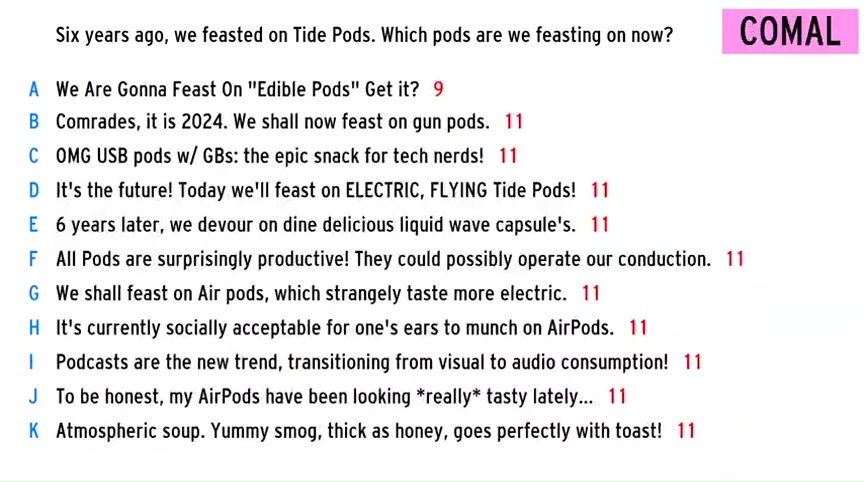 Six years ago, we feasted on Tide Pods. Which pods are we feasting on now?
COMAL
A We Are Gonna Feast On "Edible Pods" Get it? 9
B Comrades, it is 2024. We shall now feast on gun pods. 11
C OMG USB pods w/ GBs: the epic snack for tech nerds! 11
D It's the future! Today we'll feast on ELECTRIC, FLYING Tide Pods! 11
E 6 years later, we devour on dine delicious liquid wave capsule's. 11
F All Pods are surprisingly productive! They could possibly operate our conduction. 11
G We shall feast on Air pods, which strangely taste more electric. 11
H It's currently socially acceptable for one's ears to munch on AirPods. 11
I Podcasts are the new trend, transitioning from visual to audio consumption! 11
J To be honest, my AirPods have been looking *really* tasty lately... 11
K Atmospheric soup. Yummy smog, thick as honey, goes perfectly with toast! 11